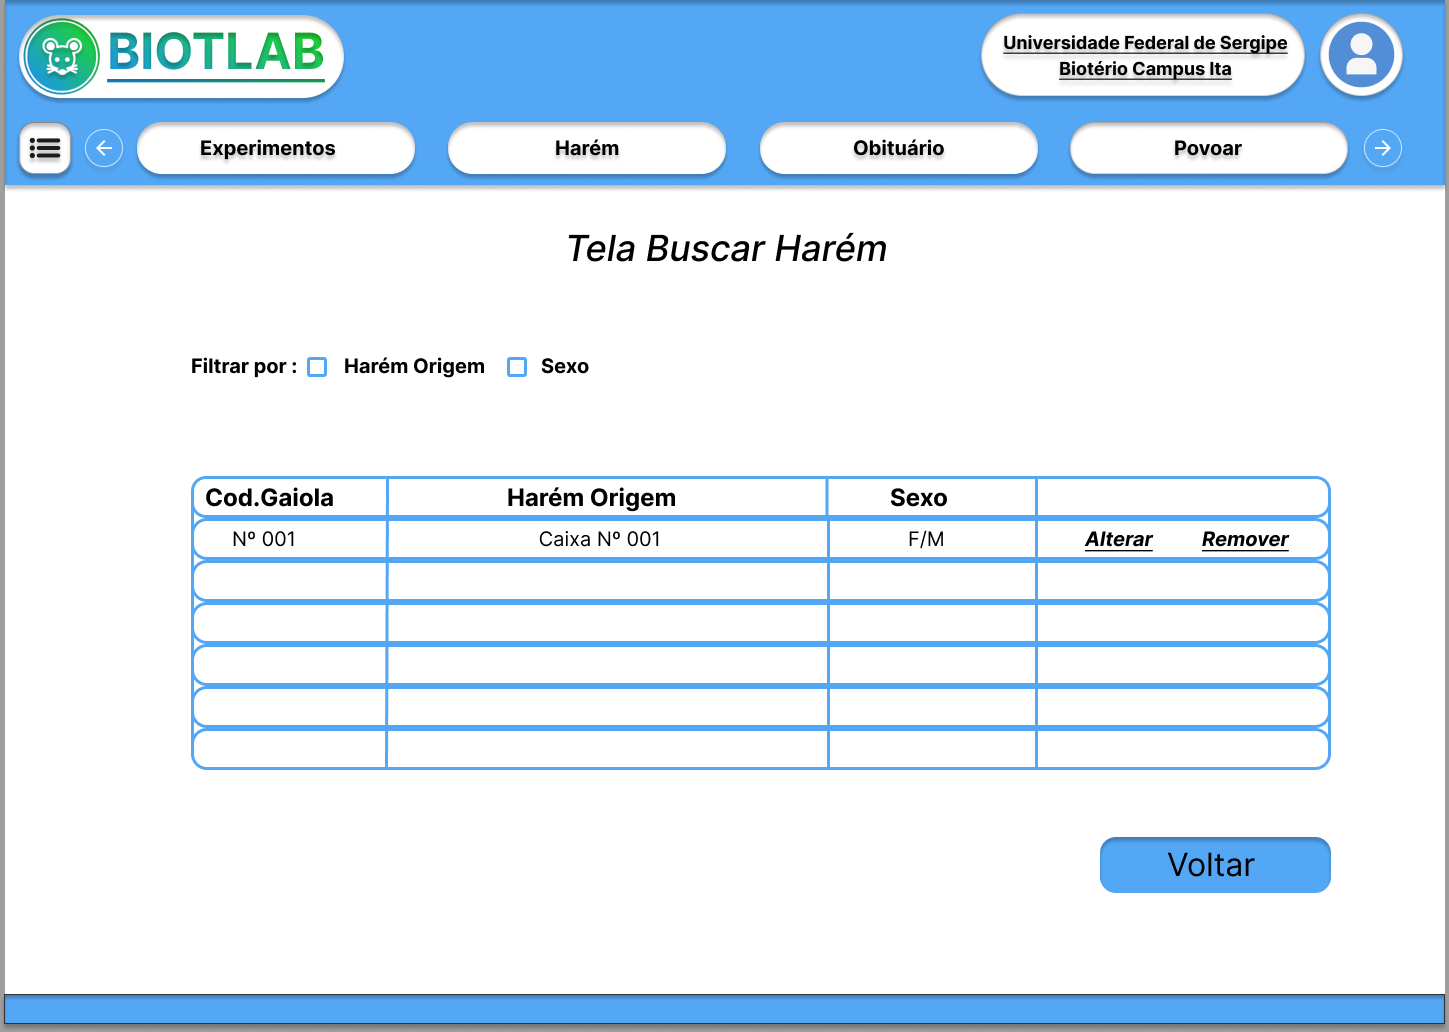 BIOTLAB
Universidade Federal de Sergipe
Biotério Campus Ita
Experimentos
Harém
Obituário
Povoar
Tela Buscar Harém
Filtrar por : Harém Origem Sexo
Cod.Gaiola Harém Origem Sexo
Nº 001 Caixa Nº 001 F/M Alterar Remover
Voltar